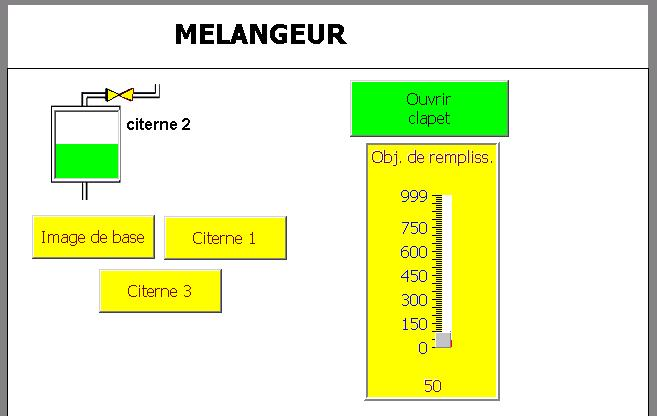 MELANGEUR
citerne 2
Image de base
Citerne 1
Citerne 3
Ouvrir
clapet
Obj. de rempliss.
999
750
600
450
300
150
0
50